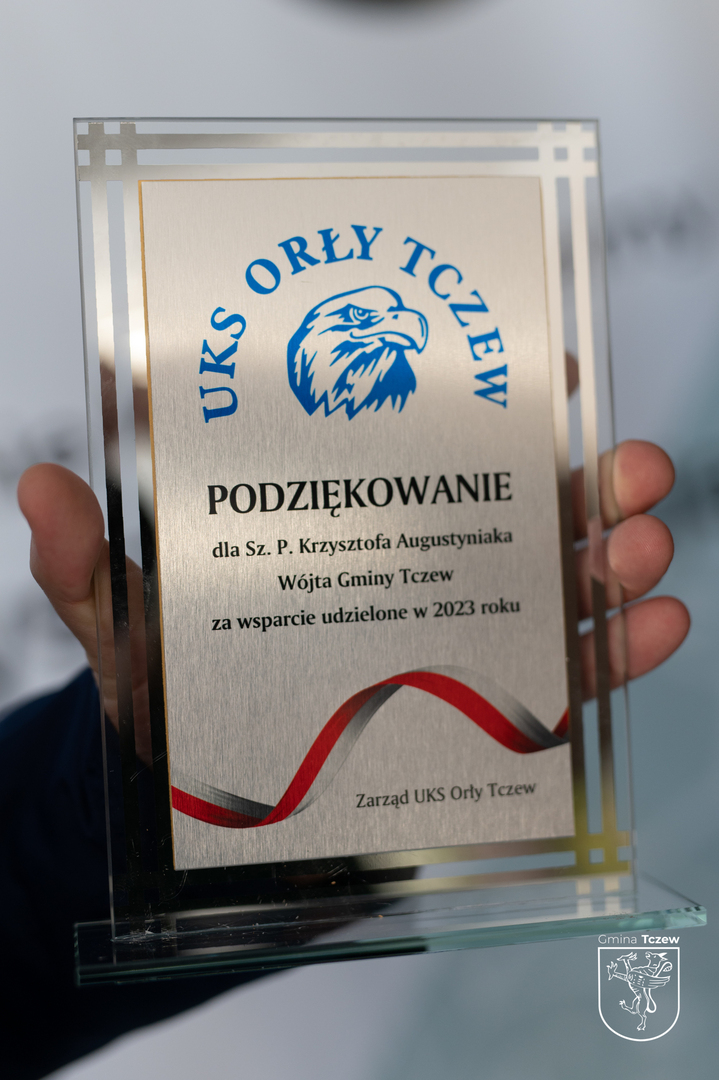 UKS ORŁY TCZEW
PODZIĘKOWANIE
dla Sz. P. Krzysztofa Augustyniaka
Wójta Gminy Tczew
za wsparcie udzielone w 2023 roku
Zarząd UKS Orły Tczew
Gmina Tczew